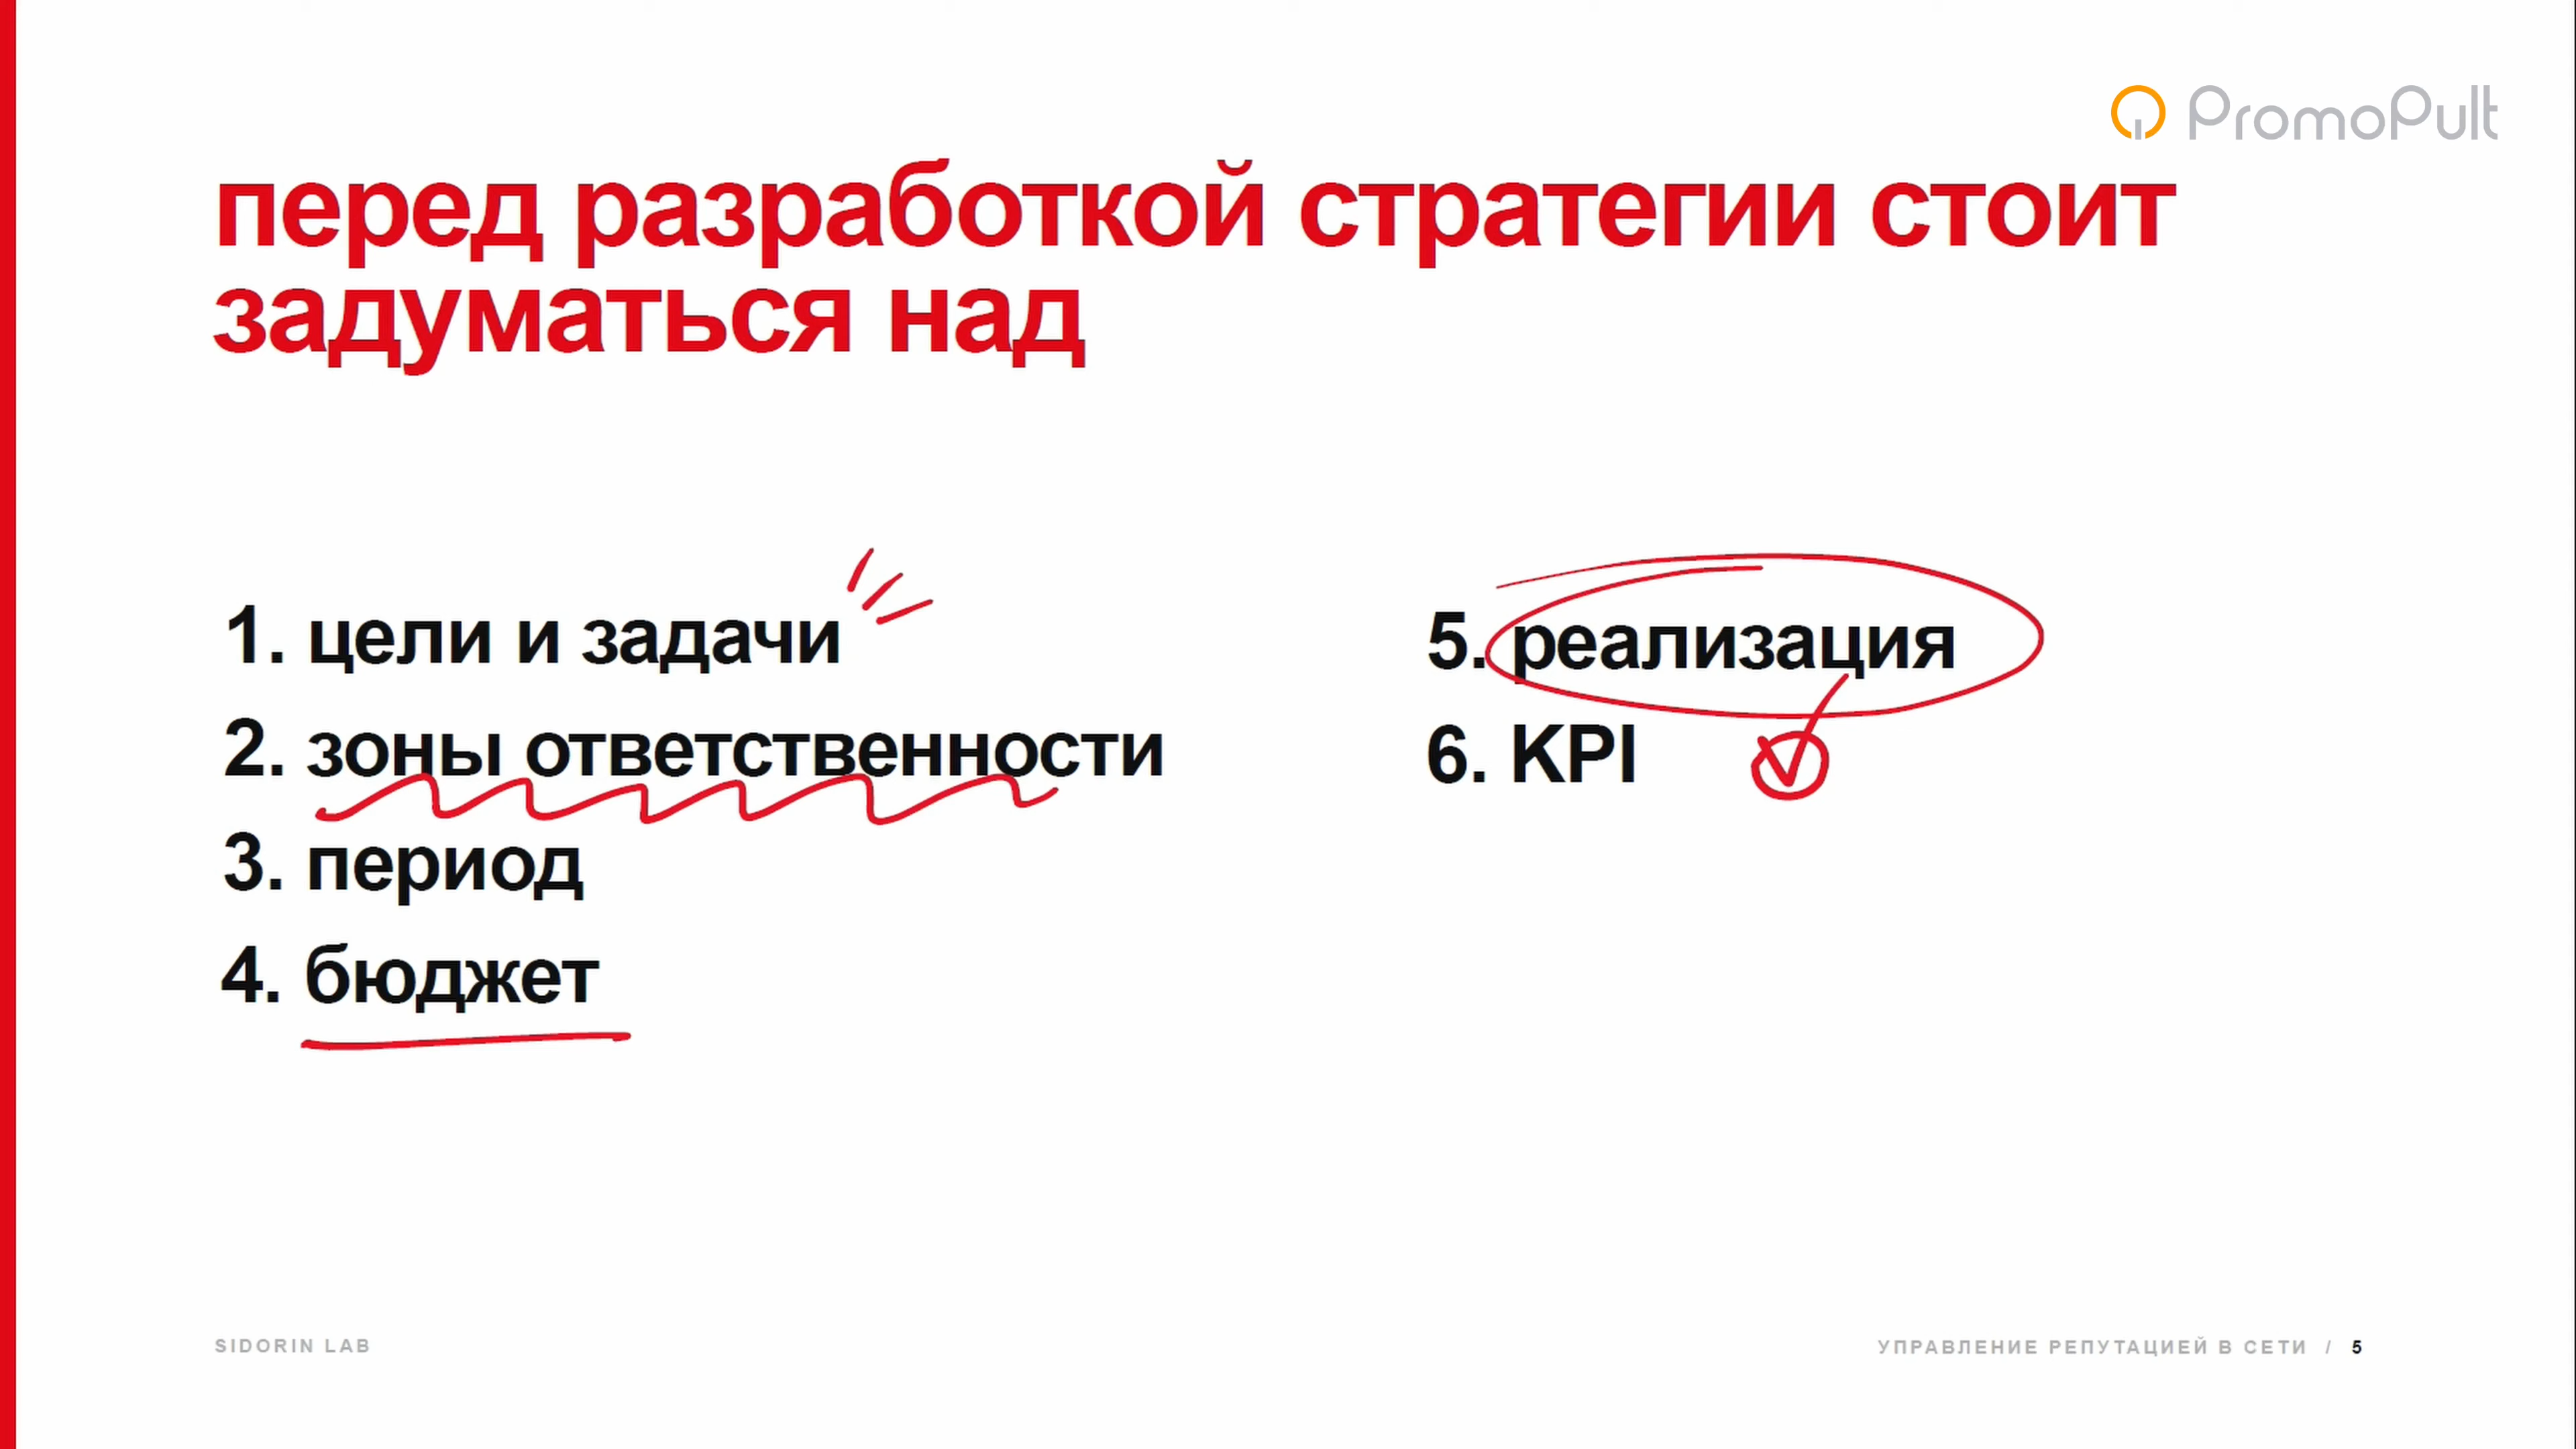 PromoPult
перед разработкой стратегии стоит
задуматься над
1. цели и задачи
2. зоны ответственности
3. период
4. бюджет
5. реализация
6. KPI
SIDORIN LAB
УПРАВЛЕНИЕ РЕПУТАЦИЕЙ В СЕТИ / 5